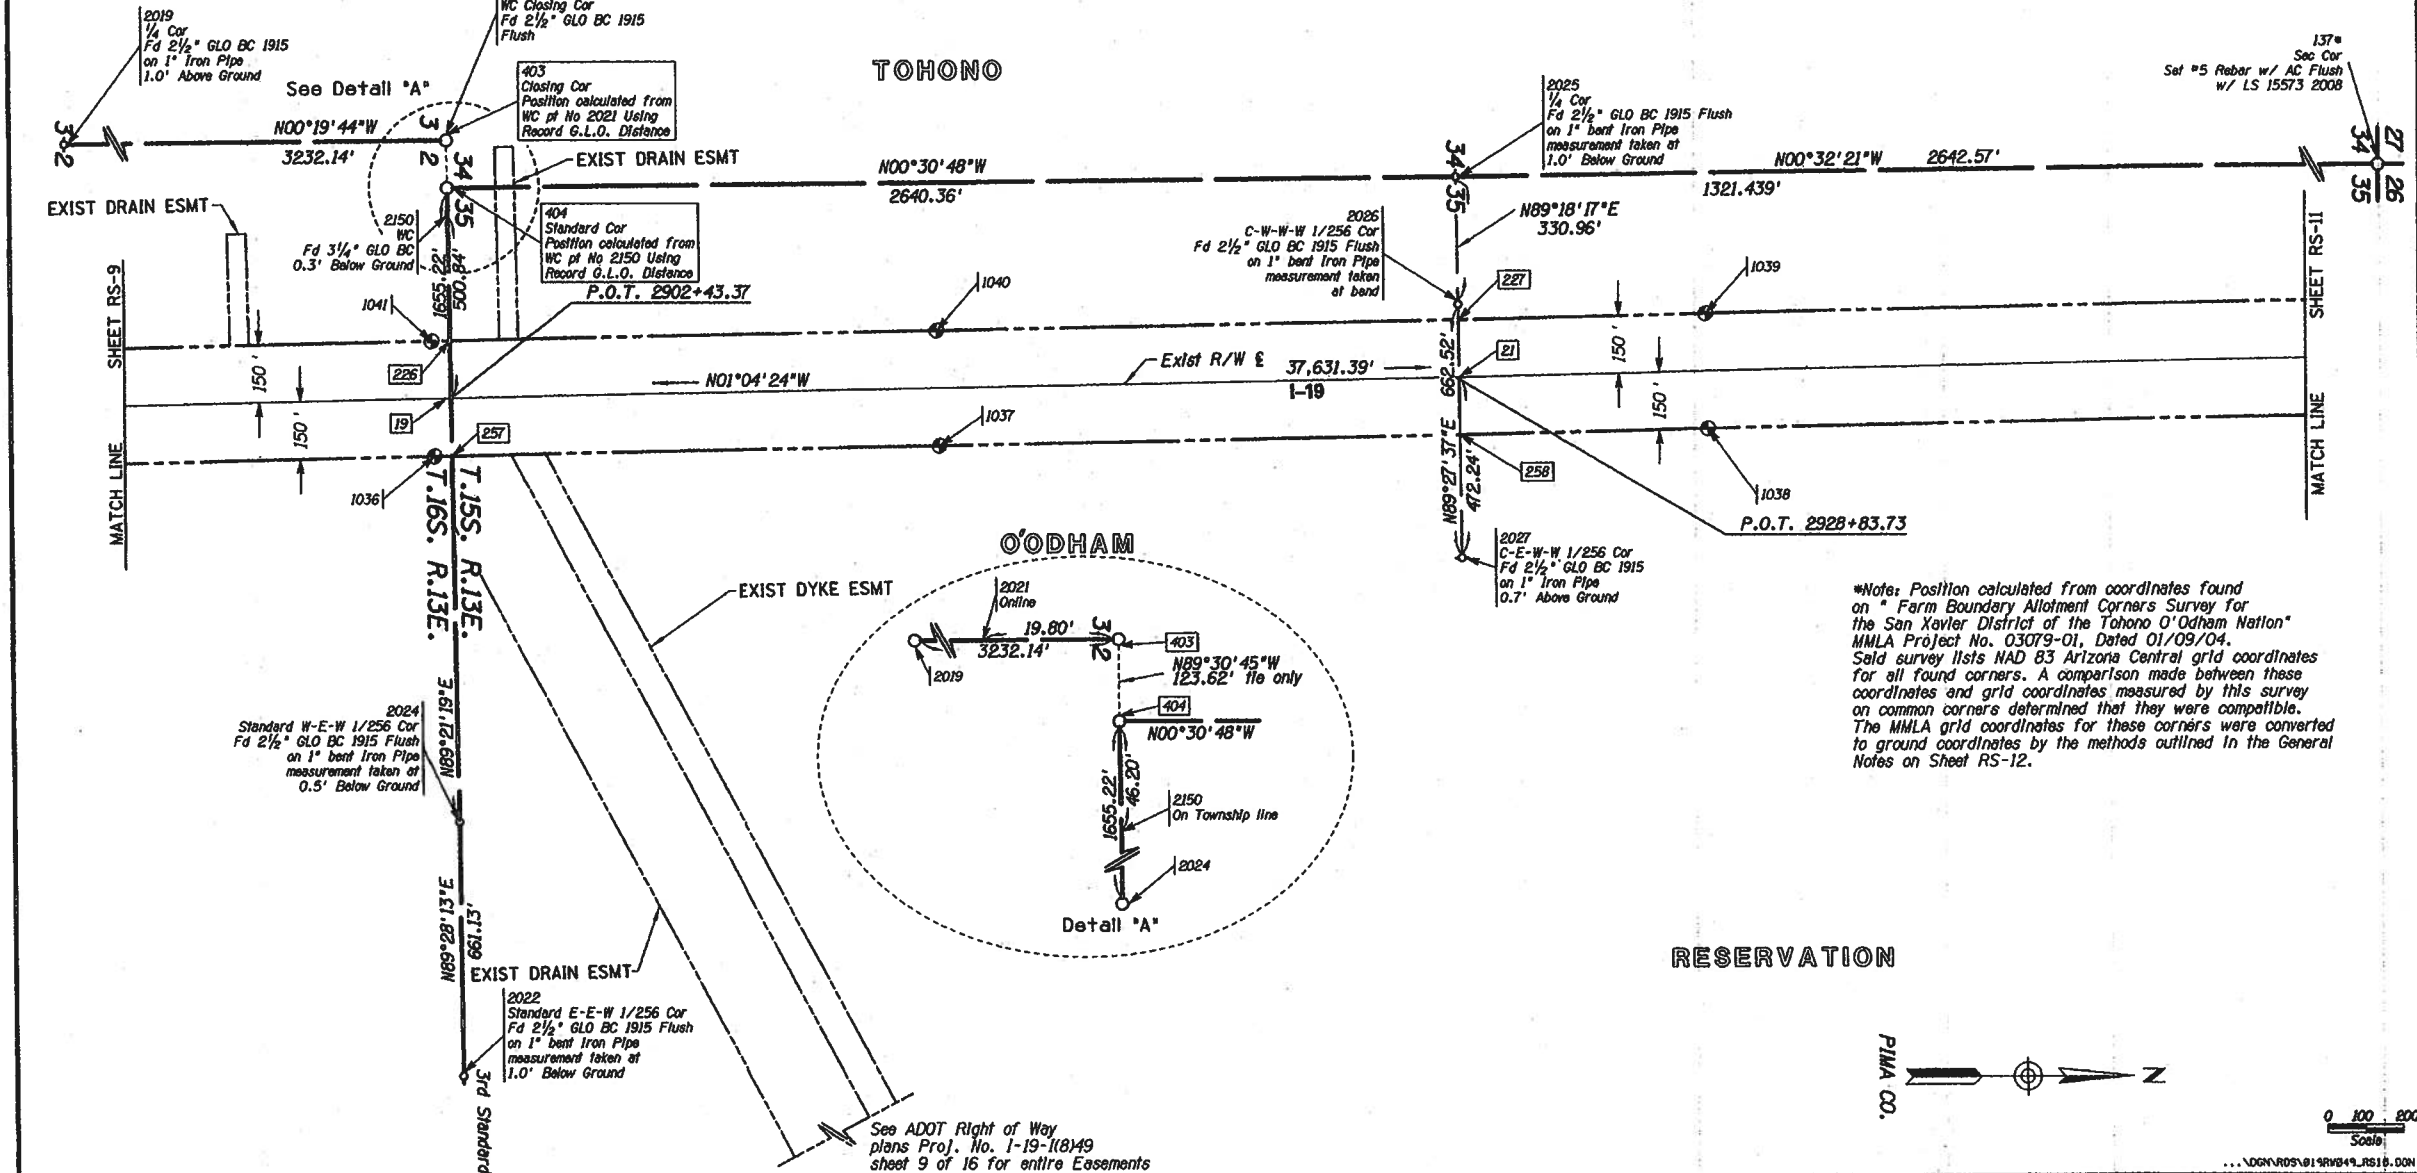 2019
1/4 Cor
Fd 2½" GLO BC 1915
on 1" Iron Pipe
1.0' Above Ground
WC Closing Cor
Fd 2½" GLO BC 1915
Flush
See Detail "A"
403
Closing Cor
Position calculated from
WC pt No 2021 Using
Record G.L.O. Distance
TOHONO
2025
1/4 Cor
Fd 2½" GLO BC 1915 Flush
on 1" bent Iron Pipe
measurement taken at
1.0' Below Ground
137*
Sec Cor
Set #5 Rebar w/ AC Flush
w/ LS 15573 2008
3
2
N00°19'44"W
3232.14'
3
2
34
35
EXIST DRAIN ESMT
N00°30'48"W
2640.36'
34
35
N00°32'21"W 2642.57'
1321.439'
27
34
26
35
EXIST DRAIN ESMT
2150
WC
Fd 3¼" GLO BC
0.3' Below Ground
404
Standard Cor
Position calculated from
WC pt No 2150 Using
Record G.L.O. Distance
1655.22'
500.84'
P.O.T. 2902+43.37
2026
C-W-W-W 1/256 Cor
Fd 2½" GLO BC 1915 Flush
on 1" bent Iron Pipe
measurement taken
at bend
N89°18'17"E
330.96'
1041
1040
227
1039
MATCH LINE SHEET RS-9
150'
150'
226
19
N01°04'24"W
Exist R/W ℄ 37,631.39'
I-19
662.52'
21
150'
150'
MATCH LINE SHEET RS-11
257
1036
1037
N89°27'37"E
472.24'
258
1038
P.O.T. 2928+83.73
T.15S. R.13E.
T.16S. R.13E.
O'ODHAM
2027
C-E-W-W 1/256 Cor
Fd 2½" GLO BC 1915
on 1" Iron Pipe
0.7' Above Ground
EXIST DYKE ESMT
2021
Online
19.80'
3232.14'
2019
3
2
403
N89°30'45"W
123.62' tie only
404
N00°30'48"W
1655.22'
46.20'
2150
On Township line
2024
Detail "A"
*Note: Position calculated from coordinates found
on " Farm Boundary Allotment Corners Survey for
the San Xavier District of the Tohono O'Odham Nation"
MMLA Project No. 03079-01, Dated 01/09/04.
Said survey lists NAD 83 Arizona Central grid coordinates
for all found corners. A comparison made between these
coordinates and grid coordinates measured by this survey
on common corners determined that they were compatible.
The MMLA grid coordinates for these corners were converted
to ground coordinates by the methods outlined in the General
Notes on Sheet RS-12.
2024
Standard W-E-W 1/256 Cor
Fd 2½" GLO BC 1915 Flush
on 1" bent Iron Pipe
measurement taken at
0.5' Below Ground
N89°21'19"E
N89°28'13"E
661.13'
EXIST DRAIN ESMT
2022
Standard E-E-W 1/256 Cor
Fd 2½" GLO BC 1915 Flush
on 1" bent Iron Pipe
measurement taken at
1.0' Below Ground
3rd Standard
RESERVATION
PIMA CO.
N
See ADOT Right of Way
plans Proj. No. I-19-1(8)49
sheet 9 of 16 for entire Easements
0 100 200
Scale